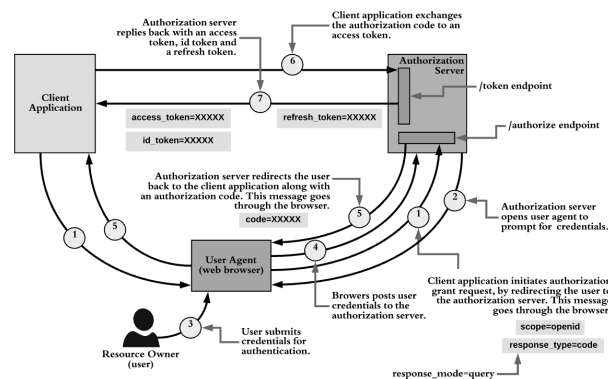 Authorization server
replies back with an access
token, id token and
a refresh token.
Client application exchanges
the authorization code to an
access token.
6
Client
Application
Authorization
Server
7
/token endpoint
access_token=XXXXX
refresh_token=XXXXX
id_token=XXXXX
/authorize endpoint
Authorization server redirects the user
back to the client application along with
an authorization code. This message goes
through the browser.
code=XXXXX
5
2
1
Authorization server
opens user agent to
prompt for credentials.
1
5
User Agent
(web browser)
4
Client application initiates authorization
grant request, by redirecting the user to
the authorization server. This message
goes through the browser
Browers posts user
credentials to the
authorization server.
scope=openid
response_type=code
3
User submits
credentials for
authentication.
Resource Owner
(user)
response_mode=query